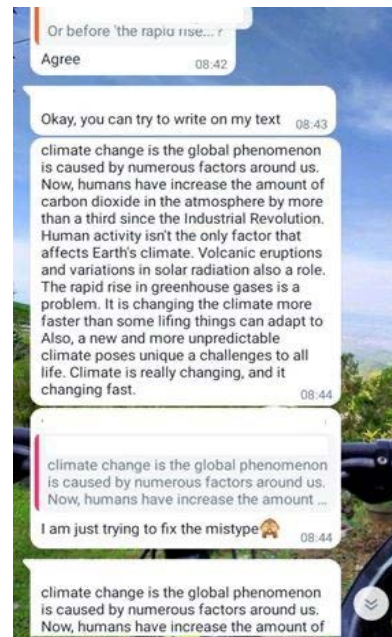 Or before 'the rapid rise... ?
Agree
08:42
Okay, you can try to write on my text
08:43
climate change is the global phenomenon
is caused by numerous factors around us.
Now, humans have increase the amount of
carbon dioxide in the atmosphere by more
than a third since the Industrial Revolution.
Human activity isn't the only factor that
affects Earth's climate. Volcanic eruptions
and variations in solar radiation also a role.
The rapid rise in greenhouse gases is a
problem. It is changing the climate more
faster than some lifing things can adapt to
Also, a new and more unpredictable
climate poses unique a challenges to all
life. Climate is really changing, and it
changing fast.
08:44
climate change is the global phenomenon
is caused by numerous factors around us.
Now, humans have increase the amount ...
I am just trying to fix the mistype🙈
08:44
climate change is the global phenomenon
is caused by numerous factors around us.
Now, humans have increase the amount of